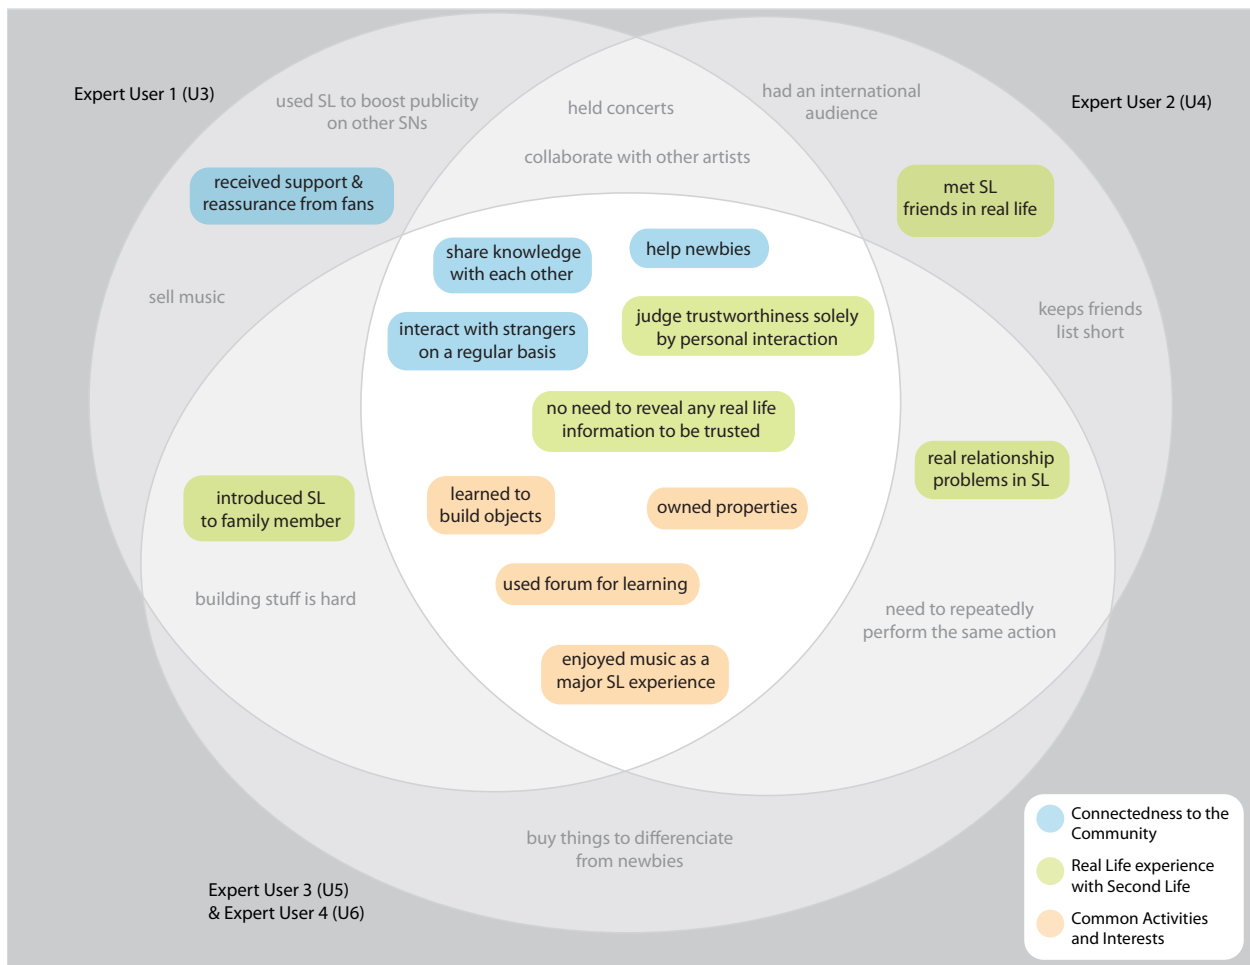 Expert User 1 (U3)
used SL to boost publicity
on other SNs
held concerts
had an international
audience
Expert User 2 (U4)
collaborate with other artists
received support &
reassurance from fans
met SL
friends in real life
share knowledge
with each other
help newbies
sell music
interact with strangers
on a regular basis
judge trustworthiness solely
by personal interaction
keeps friends
list short
no need to reveal any real life
information to be trusted
real relationship
problems in SL
introduced SL
to family member
learned to
build objects
owned properties
building stuff is hard
used forum for learning
need to repeatedly
perform the same action
enjoyed music as a
major SL experience
buy things to differenciate
from newbies
Expert User 3 (U5)
& Expert User 4 (U6)
Connectedness to the
Community
Real Life experience
with Second Life
Common Activities
and Interests